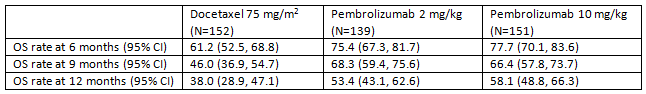 Docetaxel 75 mg/m² Pembrolizumab 2 mg/kg Pembrolizumab 10 mg/kg
(N=152) (N=139) (N=151)
OS rate at 6 months (95% CI) 61.2 (52.5, 68.8) 75.4 (67.3, 81.7) 77.7 (70.1, 83.6)
OS rate at 9 months (95% CI) 46.0 (36.9, 54.7) 68.3 (59.4, 75.6) 66.4 (57.8, 73.7)
OS rate at 12 months (95% CI) 38.0 (28.9, 47.1) 53.4 (43.1, 62.6) 58.1 (48.8, 66.3)